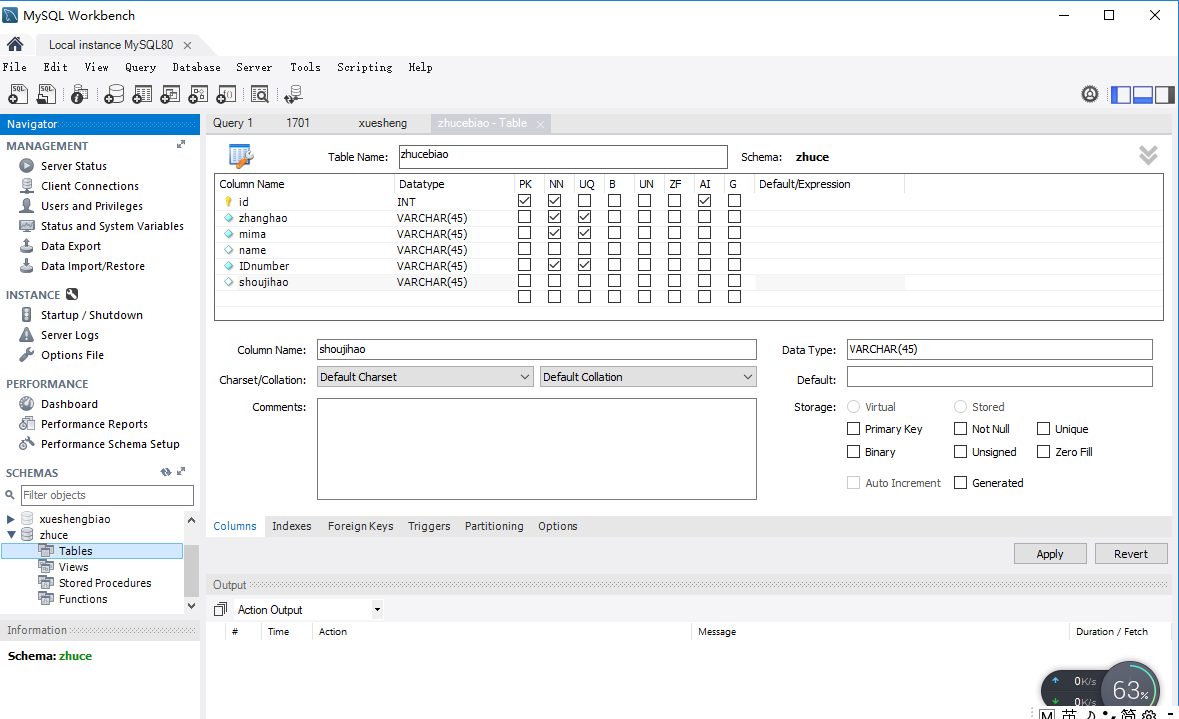 MySQL Workbench
Local instance MySQL80
File Edit View Query Database Server Tools Scripting Help
Navigator
Query 1 1701 xuesheng zhucebiao - Table
MANAGEMENT
Server Status
Client Connections
Users and Privileges
Status and System Variables
Data Export
Data Import/Restore
INSTANCE
Startup / Shutdown
Server Logs
Options File
PERFORMANCE
Dashboard
Performance Reports
Performance Schema Setup
SCHEMAS
Filter objects
xueshengbiao
zhuce
Tables
Views
Stored Procedures
Functions
Information
Schema: zhuce
Table Name: zhucebiao Schema: zhuce
Column Name Datatype PK NN UQ B UN ZF AI G Default/Expression
id INT
zhanghao VARCHAR(45)
mima VARCHAR(45)
name VARCHAR(45)
IDnumber VARCHAR(45)
shoujihao VARCHAR(45)
Column Name: shoujihao Data Type: VARCHAR(45)
Charset/Collation: Default Charset Default Collation Default:
Comments: Storage: Virtual Stored
Primary Key Not Null Unique
Binary Unsigned Zero Fill
Auto Increment Generated
Columns Indexes Foreign Keys Triggers Partitioning Options
Apply Revert
Output
Action Output
# Time Action Message Duration / Fetch
0K/s
0K/s
63%
M 英 简